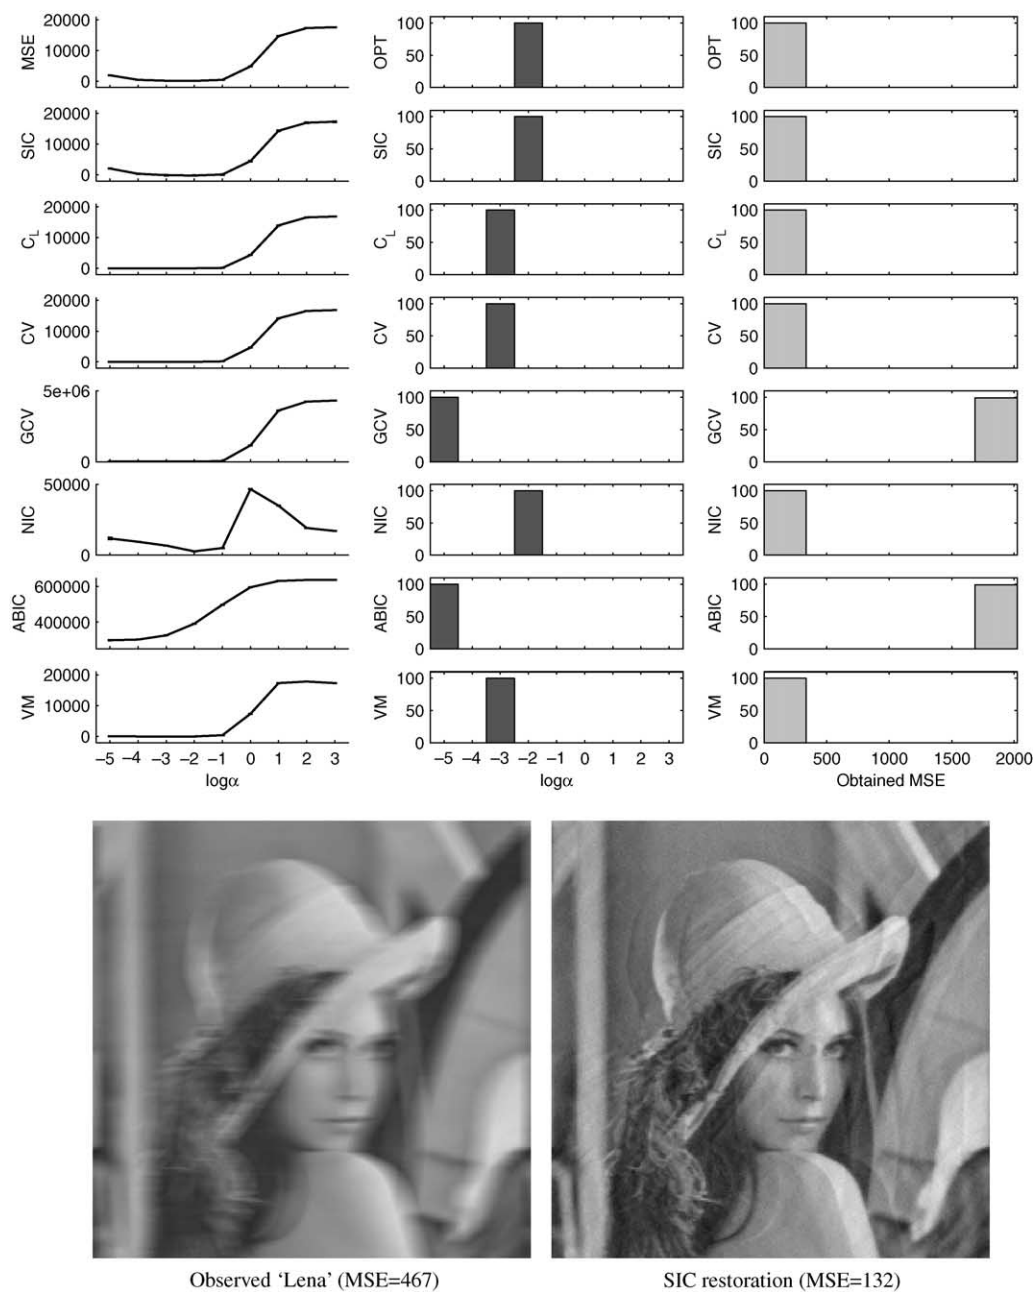 MSE
20000
10000
0
OPT
100
50
0
OPT
100
50
0
SIC
20000
10000
0
SIC
100
50
0
SIC
100
50
0
C_L
20000
10000
0
C_L
100
50
0
C_L
100
50
0
CV
20000
10000
0
CV
100
50
0
CV
100
50
0
GCV
5e+06
0
GCV
100
50
0
GCV
100
50
0
NIC
50000
0
NIC
100
50
0
NIC
100
50
0
ABIC
600000
400000
ABIC
100
50
0
ABIC
100
50
0
VM
20000
10000
0
VM
100
50
0
VM
100
50
0
−5 −4 −3 −2 −1 0 1 2 3
−5 −4 −3 −2 −1 0 1 2 3
0 500 1000 1500 2000
logα
logα
Obtained MSE
Observed ‘Lena’ (MSE=467)
SIC restoration (MSE=132)